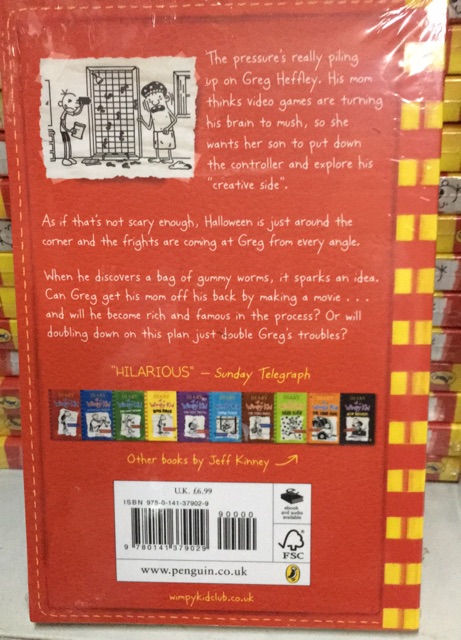 The pressure's really piling
up on Greg Heffley. His mom
thinks video games are turning
his brain to mush, so she
wants her son to put down
the controller and explore his
"creative side".
As if that's not scary enough, Halloween is just around the
corner and the frights are coming at Greg from every angle.
When he discovers a bag of gummy worms, it sparks an idea.
Can Greg get his mom off his back by making a movie . . .
and will he become rich and famous in the process? Or will
doubling down on this plan just double Greg's troubles?
"HILARIOUS" — Sunday Telegraph
Other books by Jeff Kinney
U.K. £6.99
ISBN 978-0-141-37902-9
90000
9 780141 379029
ebook
and audio
available
FSC
www.penguin.co.uk
wimpykidclub.co.uk